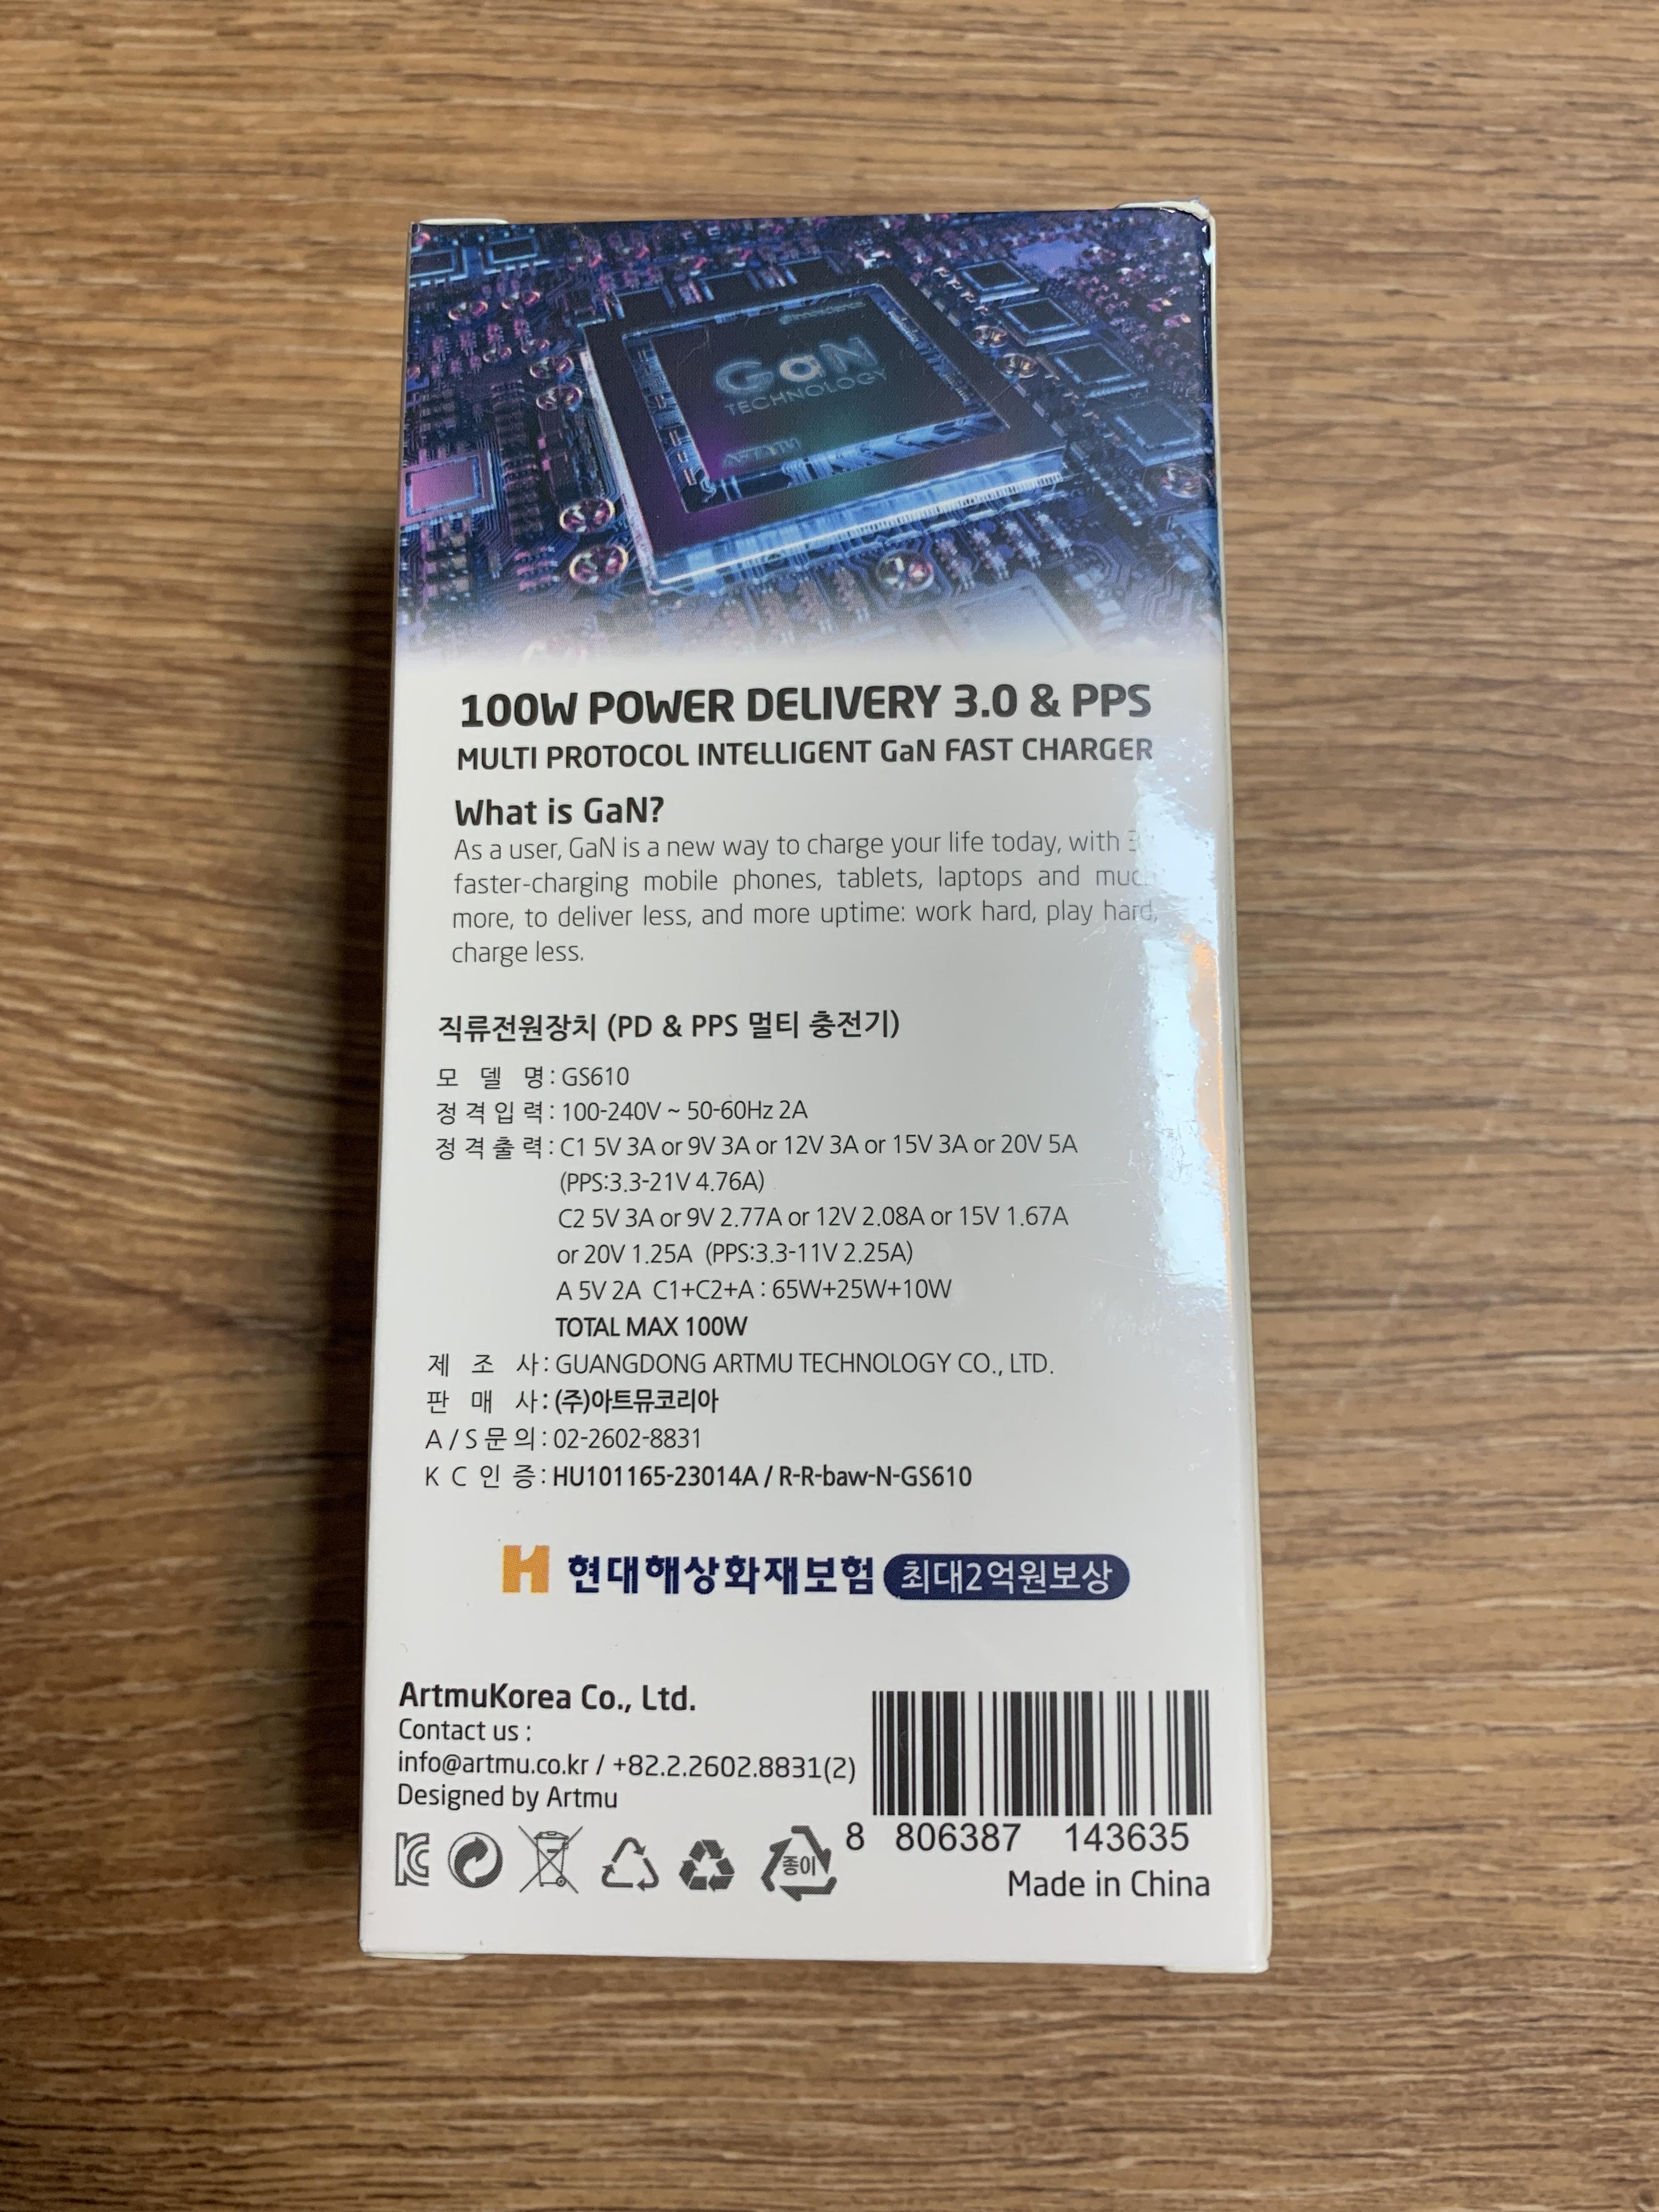 GaN
TECHNOLOGY
ARTMU
100W POWER DELIVERY 3.0 & PPS
MULTI PROTOCOL INTELLIGENT GaN FAST CHARGER
What is GaN?
As a user, GaN is a new way to charge your life today, with
faster-charging mobile phones, tablets, laptops and much
more, to deliver less, and more uptime: work hard, play hard,
charge less.
직류전원장치 (PD & PPS 멀티 충전기)
모 델 명: GS610
정격입력: 100-240V ~ 50-60Hz 2A
정격출력: C1 5V 3A or 9V 3A or 12V 3A or 15V 3A or 20V 5A
(PPS:3.3-21V 4.76A)
C2 5V 3A or 9V 2.77A or 12V 2.08A or 15V 1.67A
or 20V 1.25A (PPS:3.3-11V 2.25A)
A 5V 2A C1+C2+A : 65W+25W+10W
TOTAL MAX 100W
제 조 사: GUANGDONG ARTMU TECHNOLOGY CO., LTD.
판 매 사: (주)아트뮤코리아
A/S문의: 02-2602-8831
KC인증: HU101165-23014A / R-R-baw-N-GS610
현대해상화재보험 최대2억원보상
ArtmuKorea Co., Ltd.
Contact us :
info@artmu.co.kr / +82.2.2602.8831(2)
Designed by Artmu
종이
8 806387 143635
Made in China